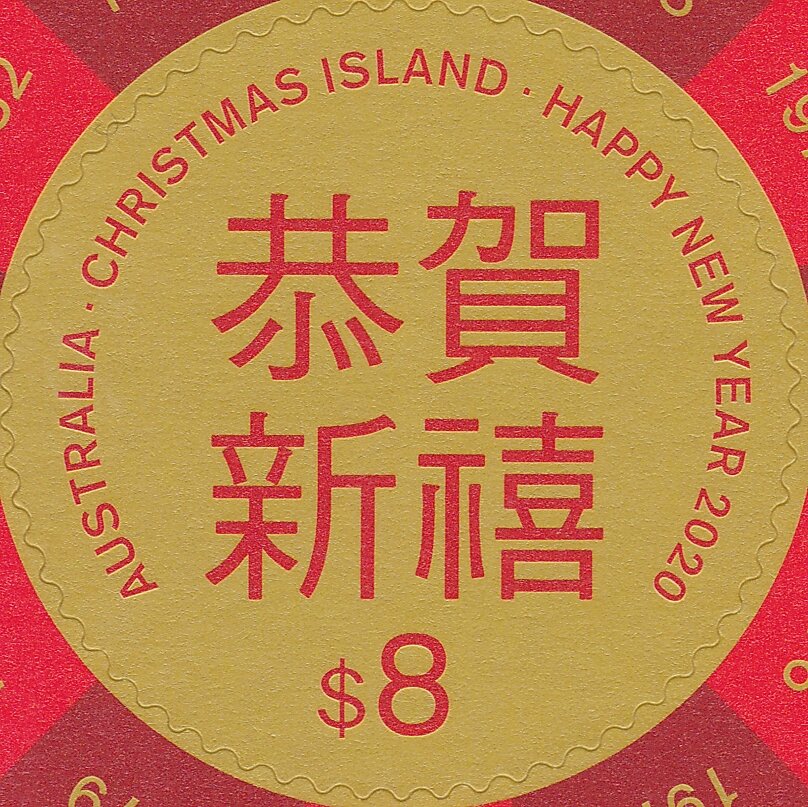 AUSTRALIA · CHRISTMAS ISLAND · HAPPY NEW YEAR 2020
恭賀
新禧
$8